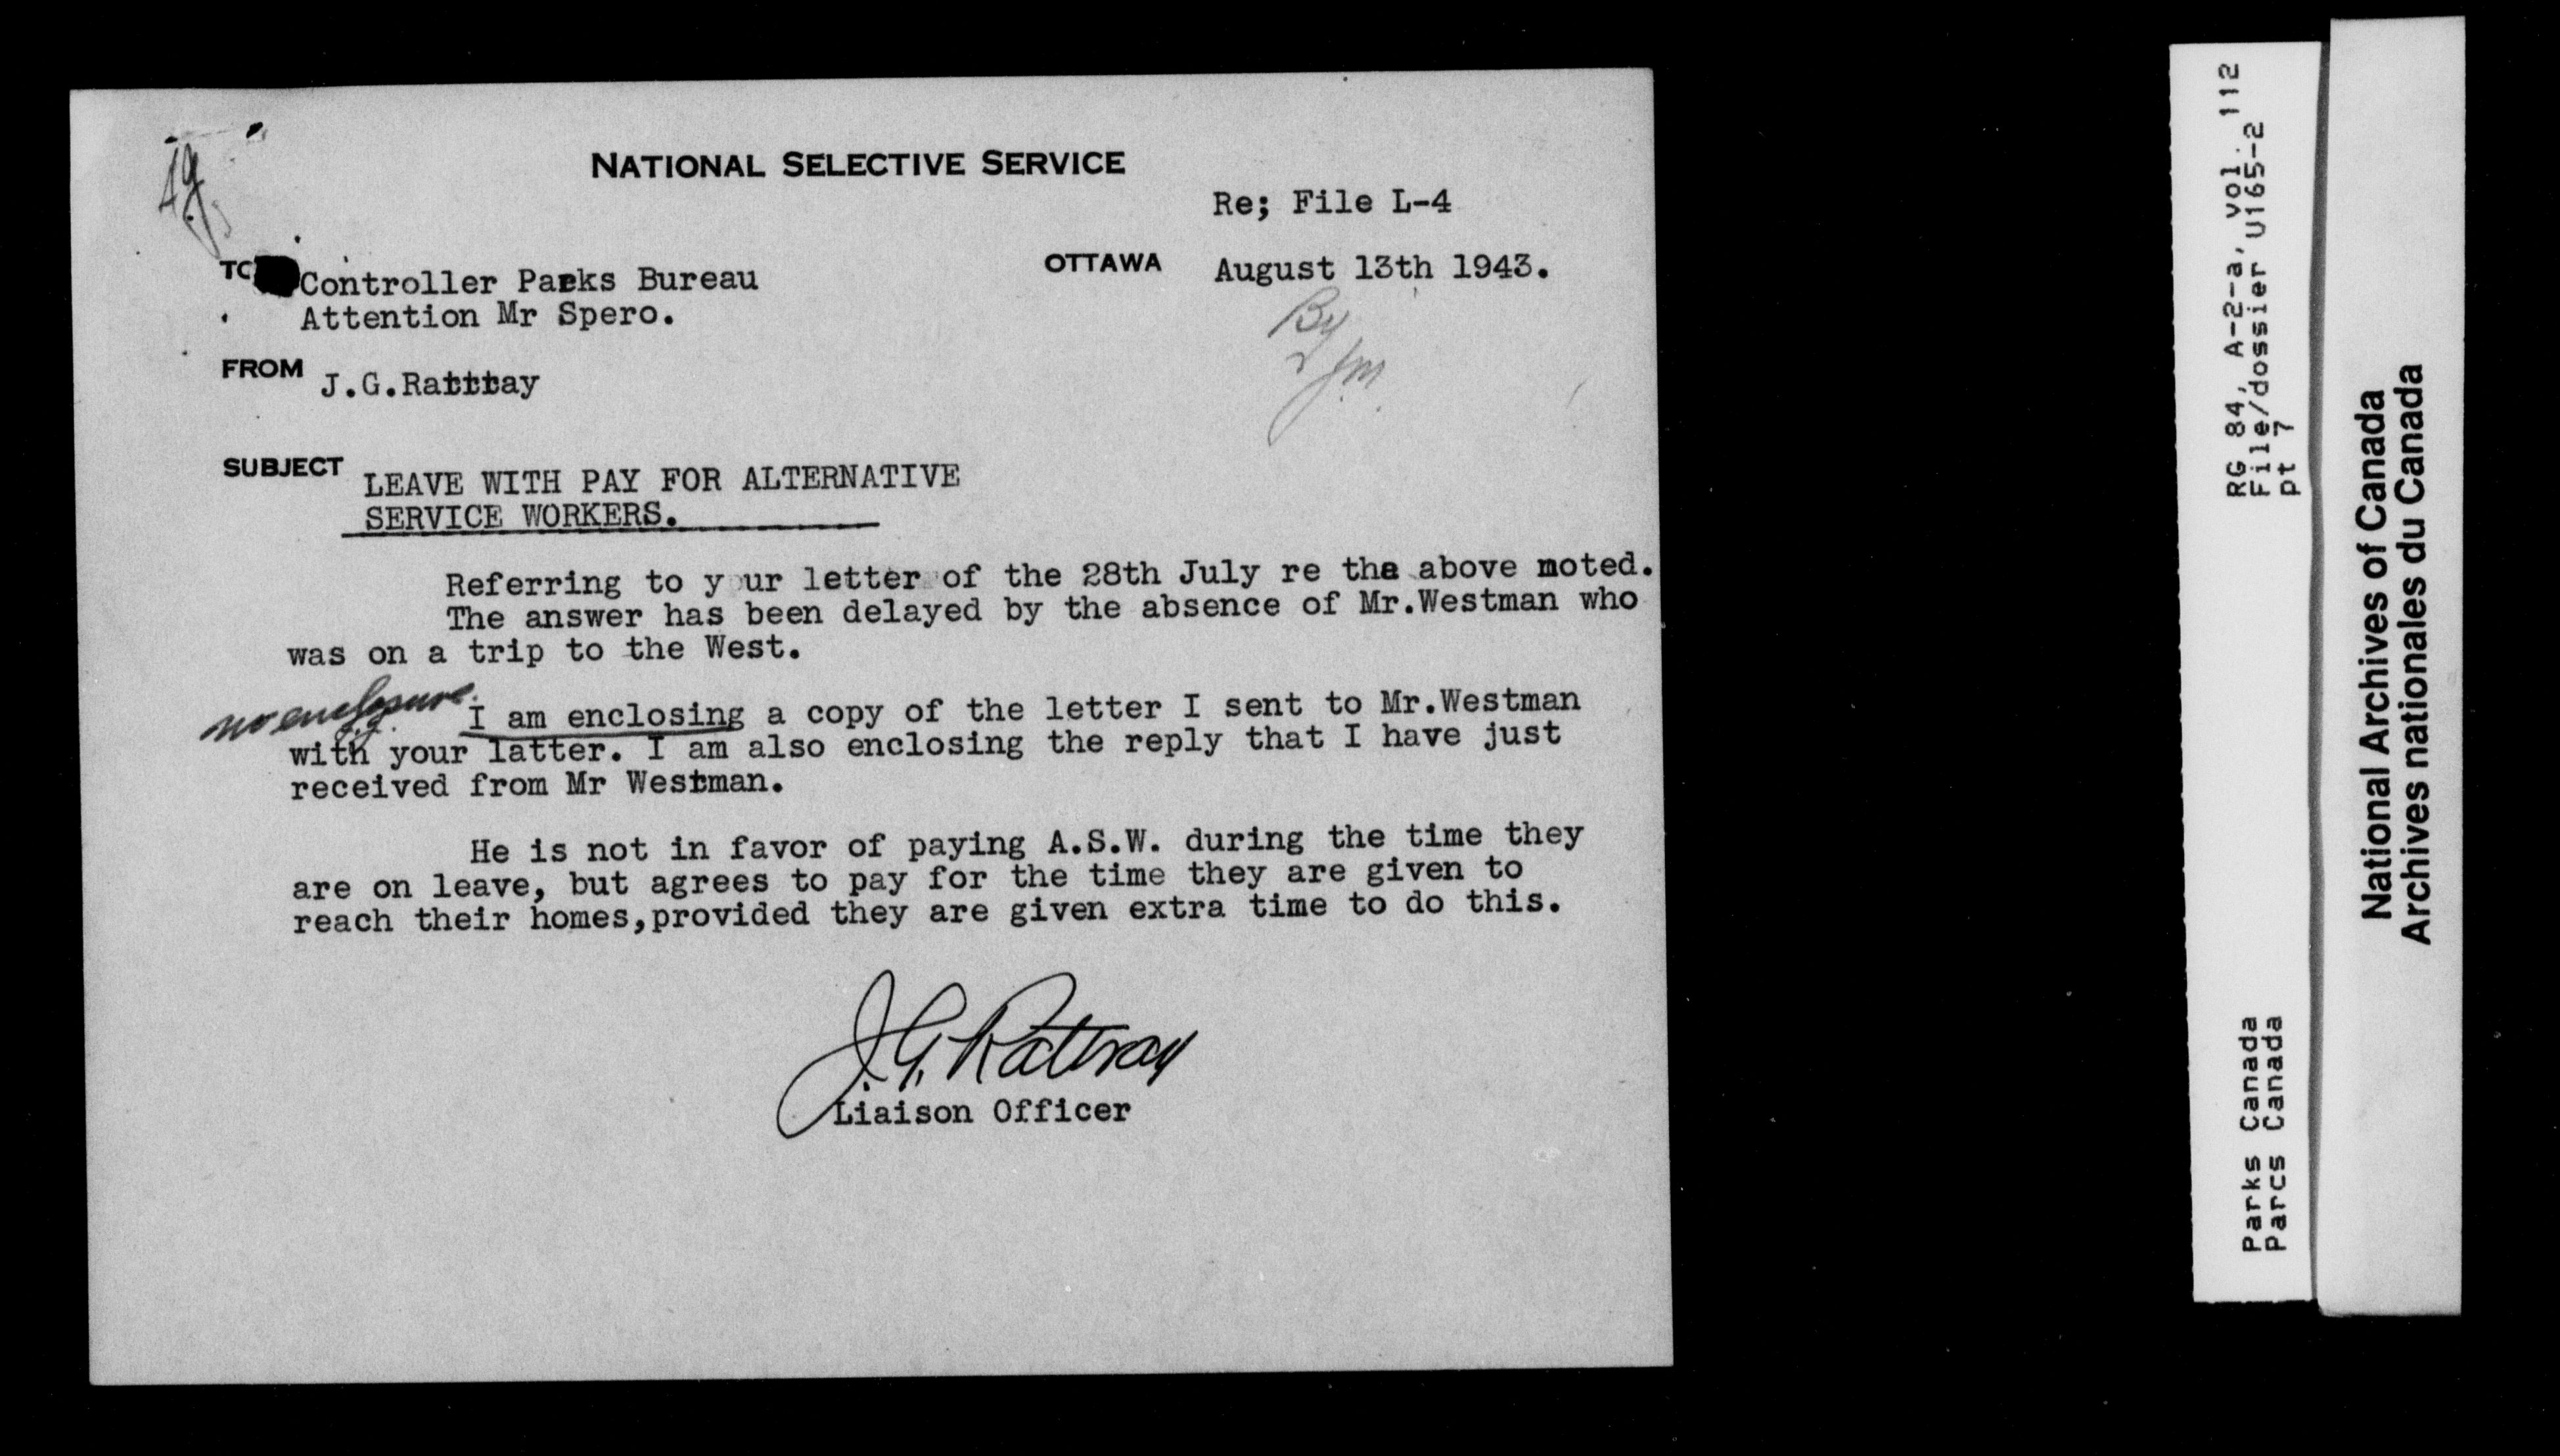 NATIONAL SELECTIVE SERVICE
Re; File L-4
TO Controller Parks Bureau
OTTAWA August 13th 1943.
Attention Mr Spero.
By
FROM J.G.Ratttay
SUBJECT LEAVE WITH PAY FOR ALTERNATIVE
SERVICE WORKERS.
Referring to y ur letter of the 28th July re the above noted.
The answer has been delayed by the absence of Mr.Westman who
was on a trip to the West.
no enclosure.
I am enclosing a copy of the letter I sent to Mr.Westman
with your latter. I am also enclosing the reply that I have just
received from Mr Westman.
He is not in favor of paying A.S.W. during the time they
are on leave, but agrees to pay for the time they are given to
reach their homes,provided they are given extra time to do this.
J.G. Rattray
Liaison Officer
RG 84, A-2-a, vol. 112
File/dossier U165-2
pt 7
Parks Canada
Parcs Canada
National Archives of Canada
Archives nationales du Canada